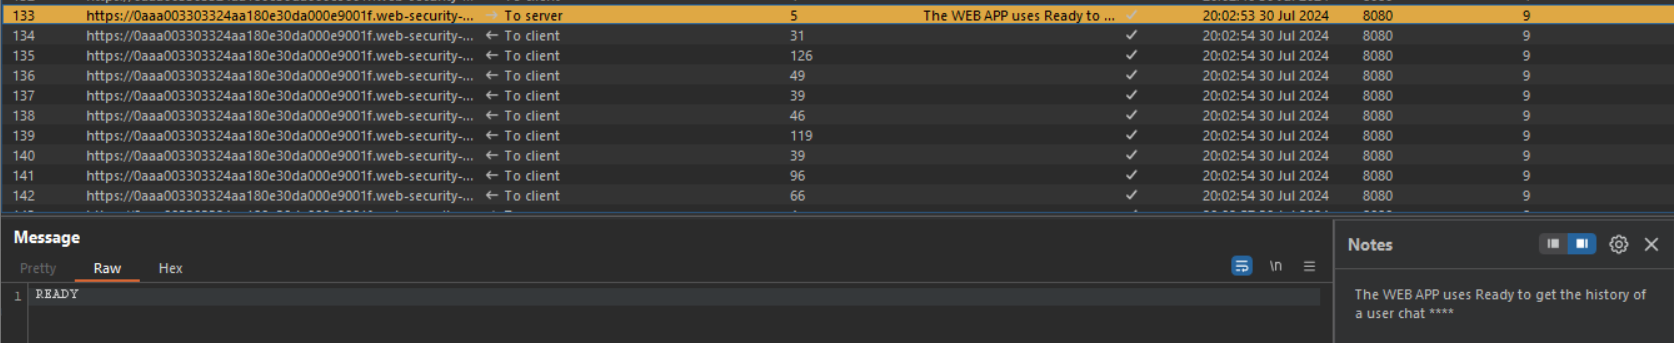 133 https://0aaa003303324aa180e30da000e9001f.web-security-... → To server 5 The WEB APP uses Ready to ... ✓ 20:02:53 30 Jul 2024 8080 9
134 https://0aaa003303324aa180e30da000e9001f.web-security-... ← To client 31 ✓ 20:02:54 30 Jul 2024 8080 9
135 https://0aaa003303324aa180e30da000e9001f.web-security-... ← To client 126 ✓ 20:02:54 30 Jul 2024 8080 9
136 https://0aaa003303324aa180e30da000e9001f.web-security-... ← To client 49 ✓ 20:02:54 30 Jul 2024 8080 9
137 https://0aaa003303324aa180e30da000e9001f.web-security-... ← To client 39 ✓ 20:02:54 30 Jul 2024 8080 9
138 https://0aaa003303324aa180e30da000e9001f.web-security-... ← To client 46 ✓ 20:02:54 30 Jul 2024 8080 9
139 https://0aaa003303324aa180e30da000e9001f.web-security-... ← To client 119 ✓ 20:02:54 30 Jul 2024 8080 9
140 https://0aaa003303324aa180e30da000e9001f.web-security-... ← To client 39 ✓ 20:02:54 30 Jul 2024 8080 9
141 https://0aaa003303324aa180e30da000e9001f.web-security-... ← To client 96 ✓ 20:02:54 30 Jul 2024 8080 9
142 https://0aaa003303324aa180e30da000e9001f.web-security-... ← To client 66 ✓ 20:02:54 30 Jul 2024 8080 9
Message
Pretty Raw Hex \n
1 READY
Notes
The WEB APP uses Ready to get the history of
a user chat ****